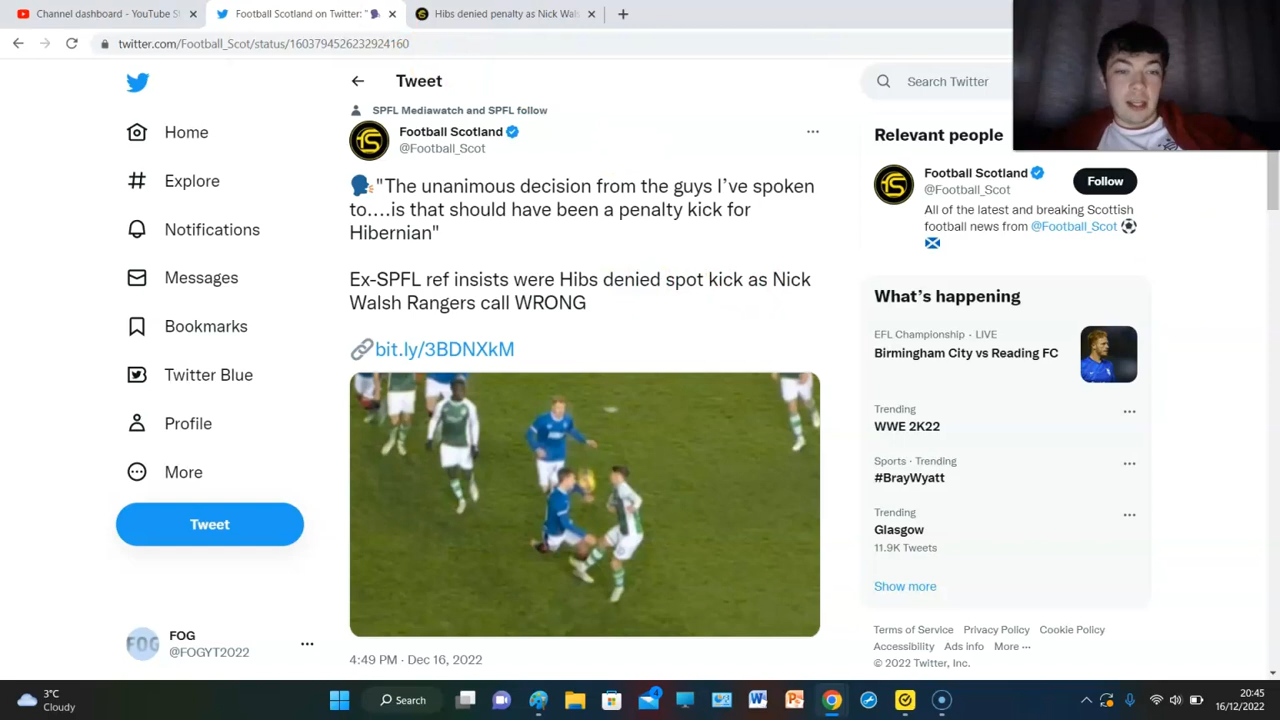 Channel dashboard - YouTube S
Football Scotland on Twitter: "🗣
Hibs denied penalty as Nick Wals
twitter.com/Football_Scot/status/1603794526232924160
Home
Explore
Notifications
Messages
Bookmarks
Twitter Blue
Profile
More
Tweet
FOG
@FOGYT2022
Tweet
SPFL Mediawatch and SPFL follow
Football Scotland
@Football_Scot
🗣"The unanimous decision from the guys I've spoken
to....is that should have been a penalty kick for
Hibernian"
Ex-SPFL ref insists were Hibs denied spot kick as Nick
Walsh Rangers call WRONG
🔗bit.ly/3BDNXkM
4:49 PM · Dec 16, 2022
Search Twitter
Relevant people
Football Scotland
@Football_Scot
Follow
All of the latest and breaking Scottish
football news from @Football_Scot ⚽
🏴󠁧󠁢󠁳󠁣󠁴󠁿
What's happening
EFL Championship · LIVE
Birmingham City vs Reading FC
Trending
WWE 2K22
Sports · Trending
#BrayWyatt
Trending
Glasgow
11.9K Tweets
Show more
Terms of Service Privacy Policy Cookie Policy
Accessibility Ads info More ···
© 2022 Twitter, Inc.
3°C
Cloudy
Search
20:45
16/12/2022